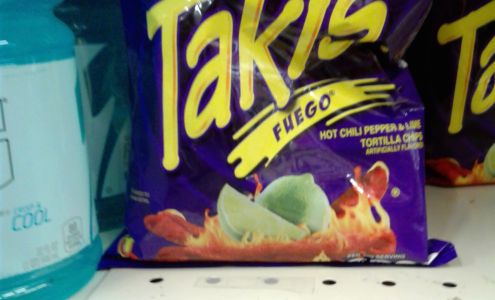 Takis
FUEGO®
HOT CHILI PEPPER & LIME
TORTILLA CHIPS
ARTIFICIALLY FLAVORED
COOL